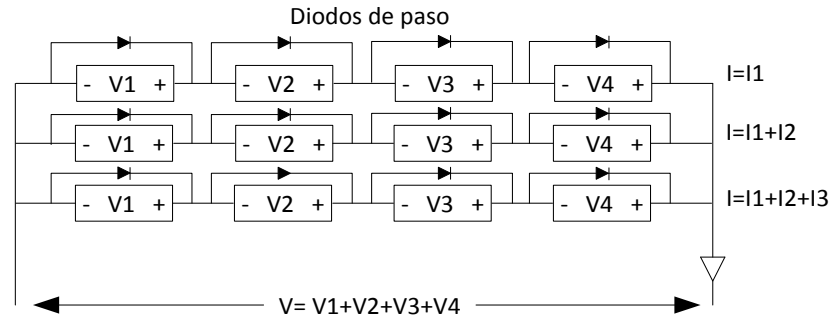 Diodos de paso
- V1 + - V2 + - V3 + - V4 + I=I1
- V1 + - V2 + - V3 + - V4 + I=I1+I2
- V1 + - V2 + - V3 + - V4 + I=I1+I2+I3
V= V1+V2+V3+V4